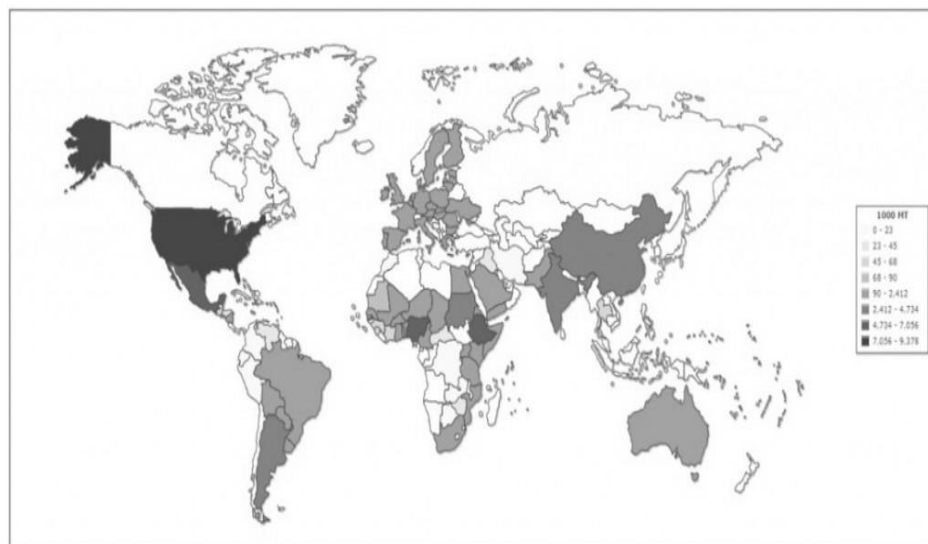 1000 MT
0 - 23
23 - 45
45 - 68
68 - 90
90 - 2.412
2.412 - 4.734
4.734 - 7.056
7.056 - 9.378